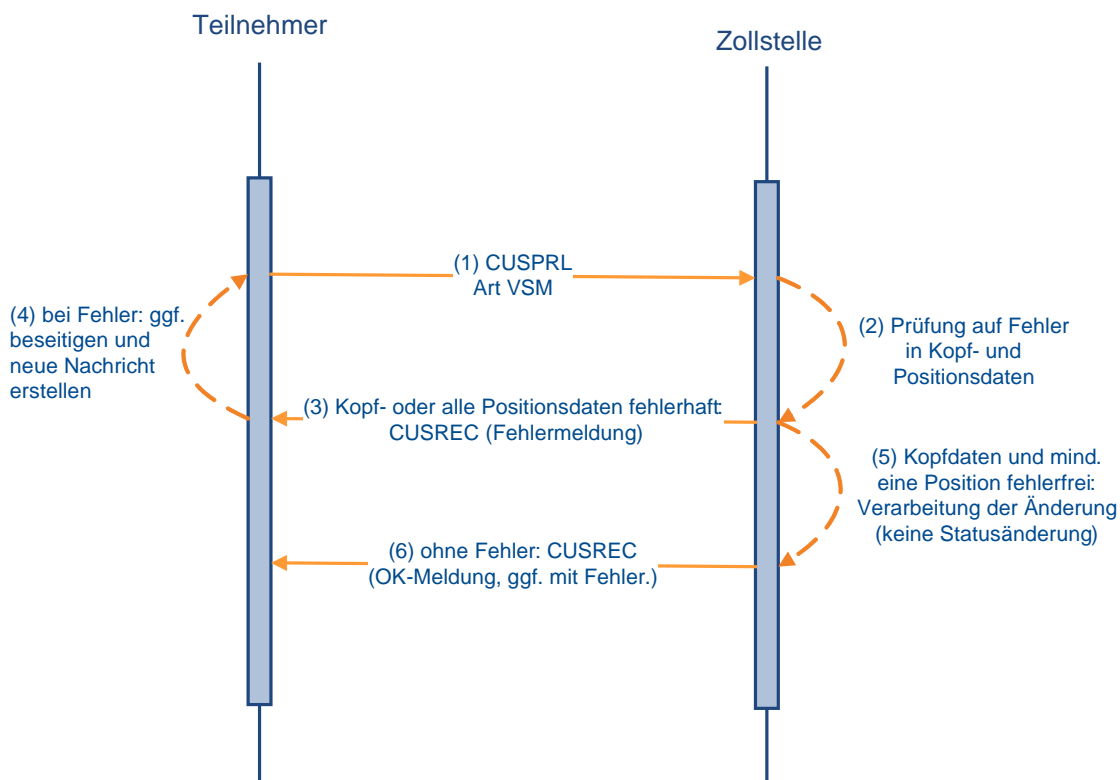 Teilnehmer
Zollstelle
(1) CUSPRL
Art VSM
(2) Prüfung auf Fehler
in Kopf- und
Positionsdaten
(4) bei Fehler: ggf.
beseitigen und
neue Nachricht
erstellen
(3) Kopf- oder alle Positionsdaten fehlerhaft:
CUSREC (Fehlermeldung)
(5) Kopfdaten und mind.
eine Position fehlerfrei:
Verarbeitung der Änderung
(keine Statusänderung)
(6) ohne Fehler: CUSREC
(OK-Meldung, ggf. mit Fehler.)